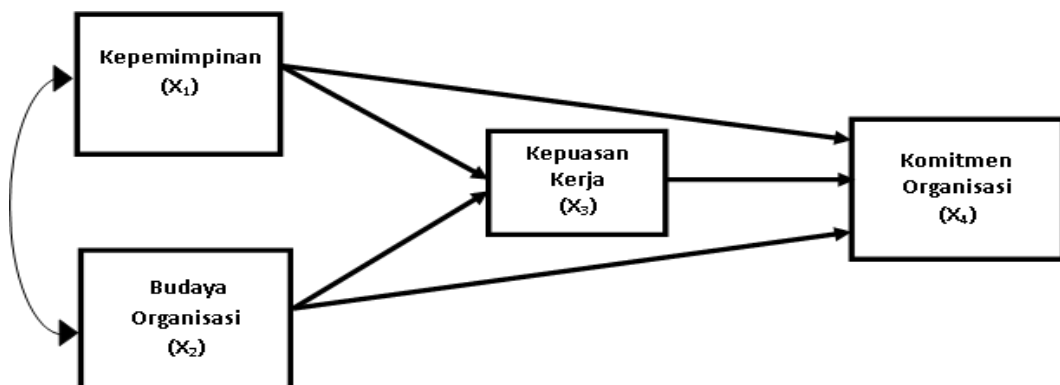 Kepemimpinan
(X₁)
Kepuasan
Kerja
(X₃)
Komitmen
Organisasi
(X₄)
Budaya
Organisasi
(X₂)